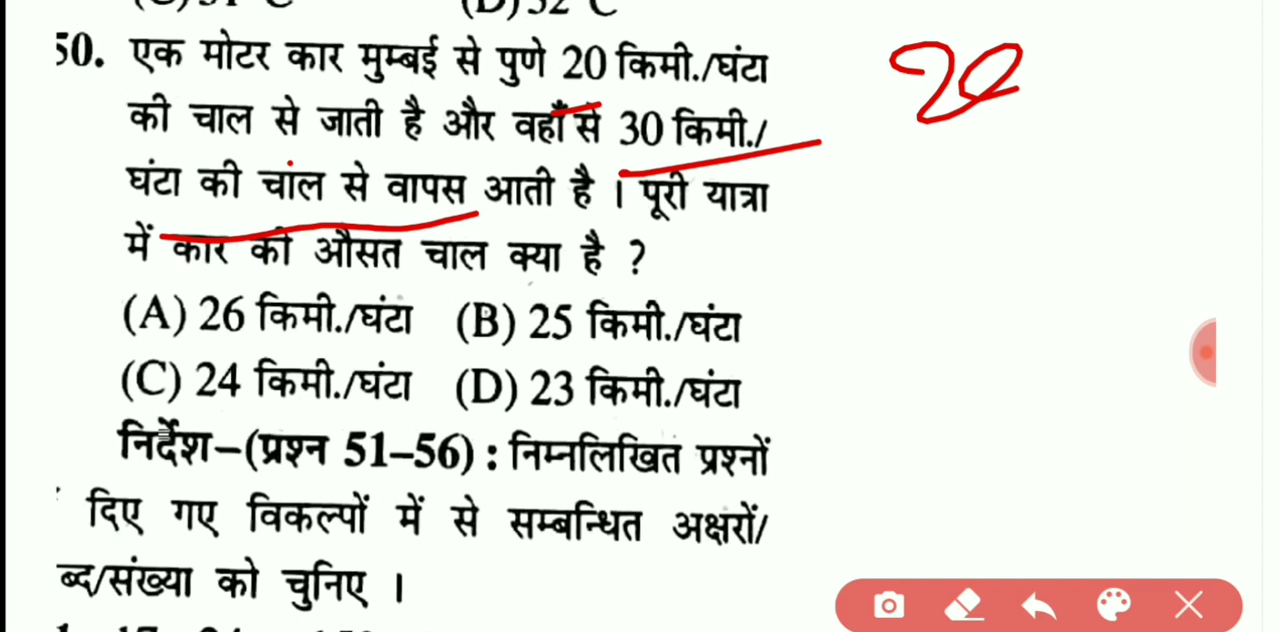 (D) 32°C
50. एक मोटर कार मुम्बई से पुणे 20 किमी./घंटा
की चाल से जाती है और वहाँ से 30 किमी./
घंटा की चाल से वापस आती है । पूरी यात्रा
में कार की औसत चाल क्या है ?
(A) 26 किमी./घंटा (B) 25 किमी./घंटा
(C) 24 किमी./घंटा (D) 23 किमी./घंटा
निर्देश–(प्रश्न 51–56) : निम्नलिखित प्रश्नों
दिए गए विकल्पों में से सम्बन्धित अक्षरों/
ब्द/संख्या को चुनिए ।